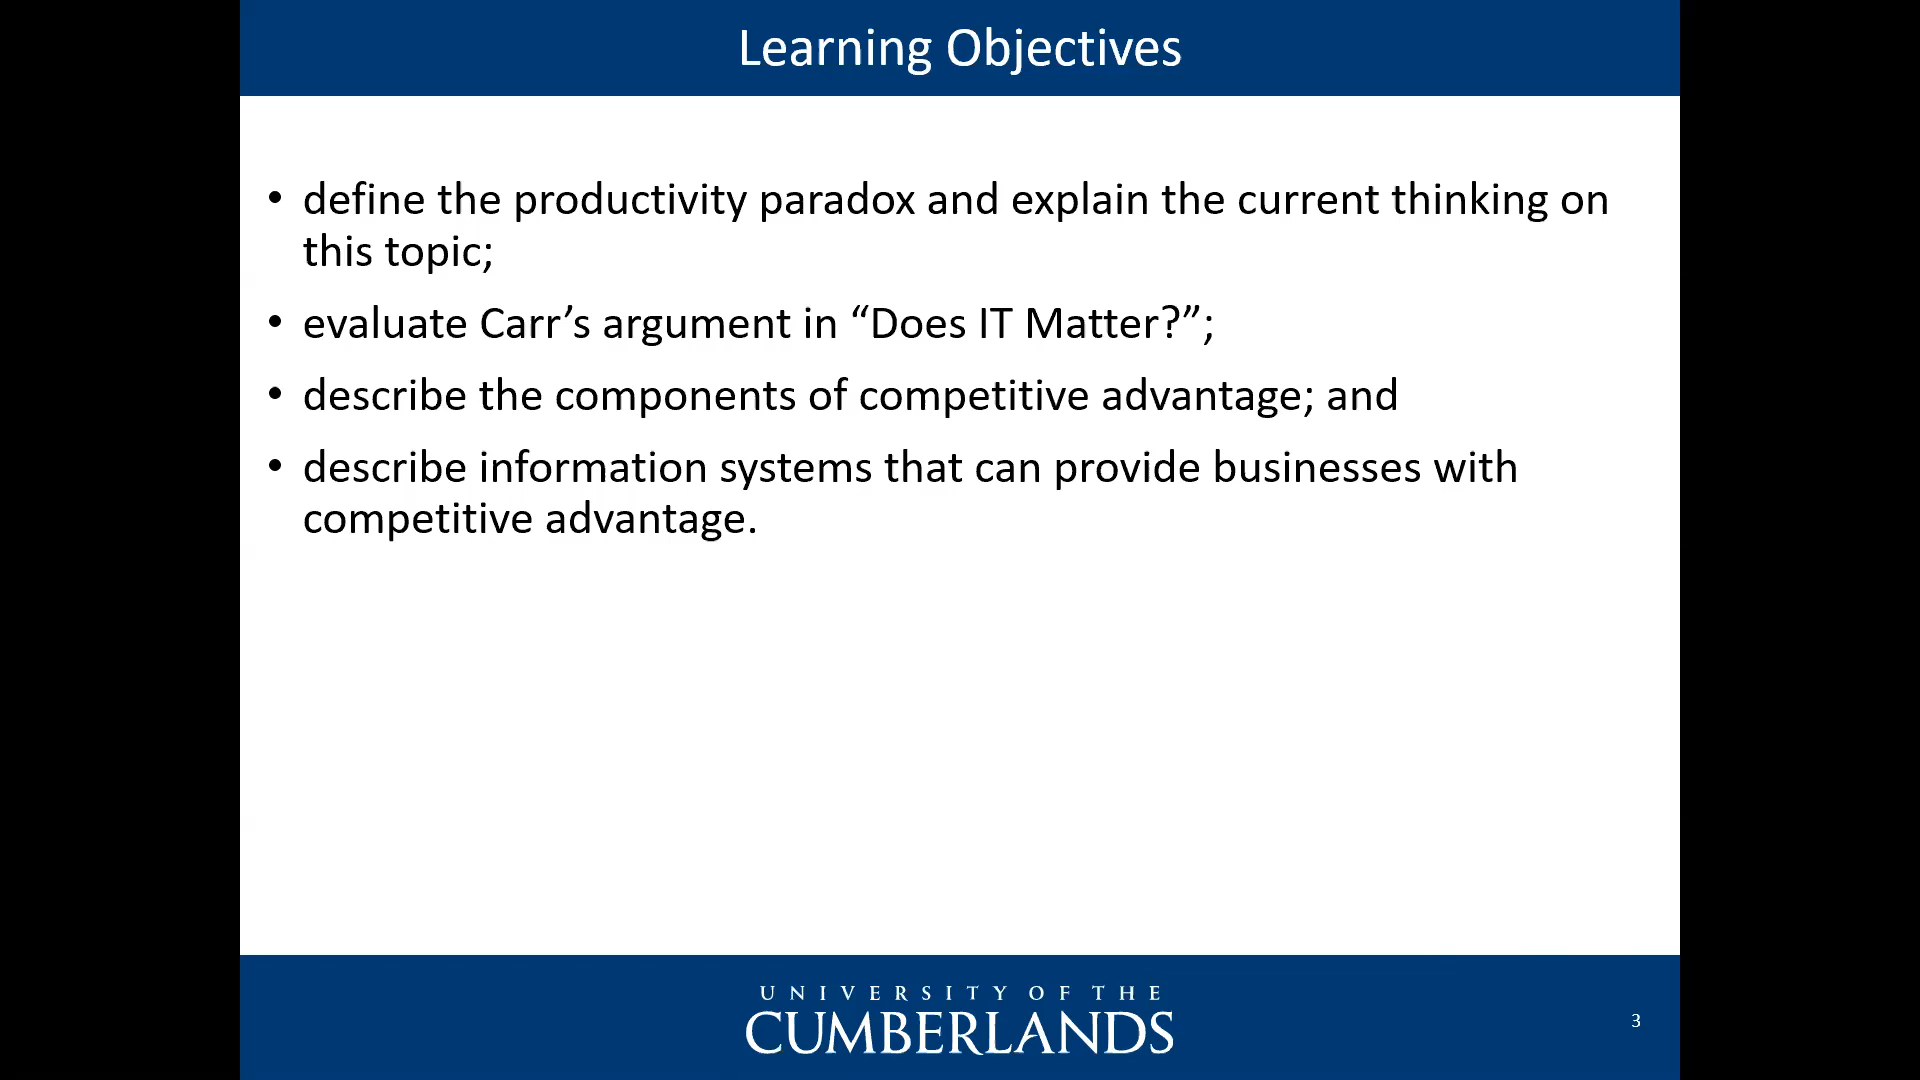 Learning Objectives
• define the productivity paradox and explain the current thinking on
this topic;
• evaluate Carr’s argument in “Does IT Matter?”;
• describe the components of competitive advantage; and
• describe information systems that can provide businesses with
competitive advantage.
UNIVERSITY OF THE
CUMBERLANDS
3